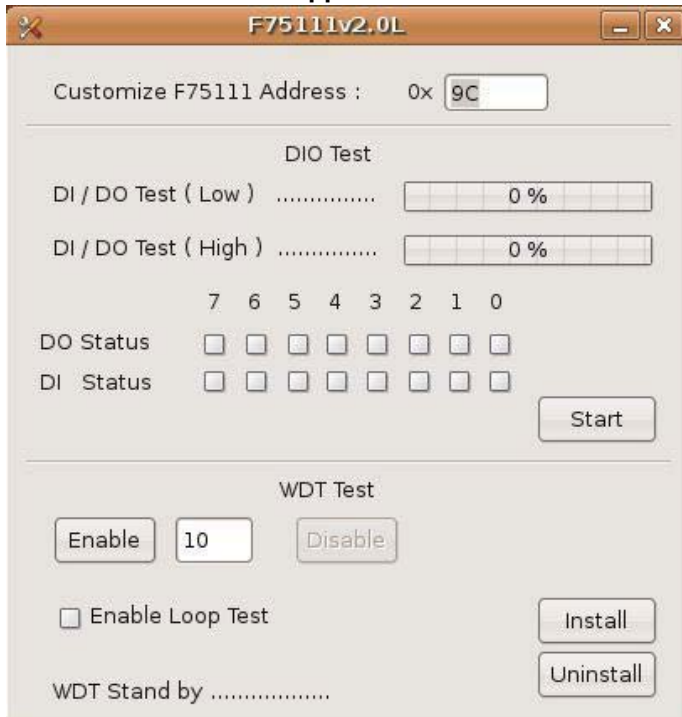 F75111v2.0L
Customize F75111 Address : 0x 9C
DIO Test
DI / DO Test ( Low ) ............... 0 %
DI / DO Test ( High ) ............... 0 %
7 6 5 4 3 2 1 0
DO Status
DI Status
Start
WDT Test
Enable 10 Disable
Enable Loop Test
Install
Uninstall
WDT Stand by ..................